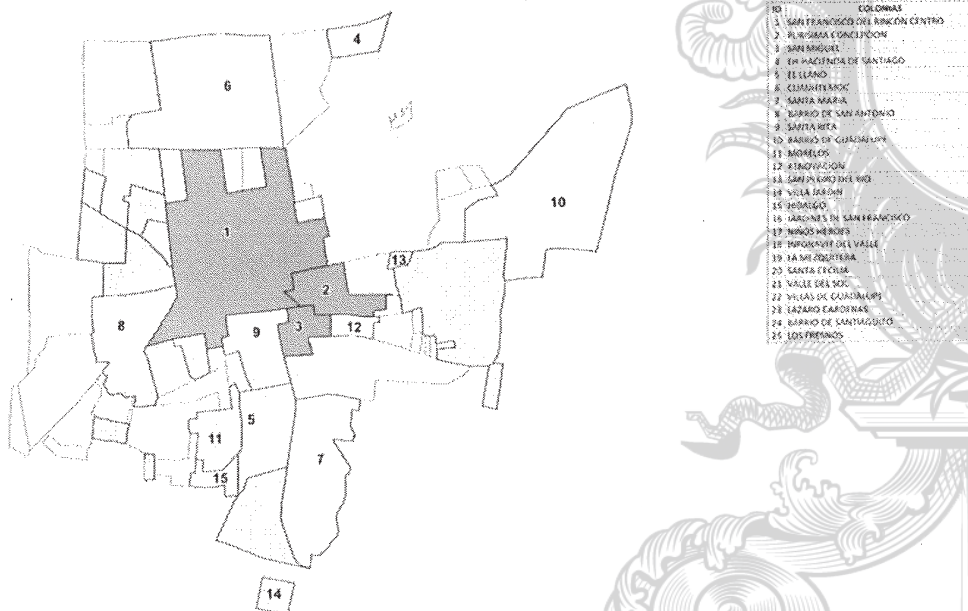 ID COLONIAS
1 SAN FRANCISCO DEL RINCON CENTRO
2 PURISIMA CONCEPCION
3 SAN MIGUEL
4 EH HACIENDA DE SANTIAGO
5 EL LLANO
6 CUAUHTEMOC
7 SANTA MARIA
8 BARRIO DE SAN ANTONIO
9 SANTA RITA
10 BARRIO DE GUADALUPE
11 MORELOS
12 RENOVACION
13 SAN PEDRO DEL RIO
14 VILLA JARDIN
15 HIDALGO
16 JARDINES DE SAN FRANCISCO
17 NIÑOS HEROES
18 INFONAVIT DEL VALLE
19 LA MEZQUITERA
20 SANTA CECILIA
21 VALLE DEL SOL
22 VILLAS DE GUADALUPE
23 LAZARO CARDENAS
24 BARRIO DE SANTIAGUITO
25 LOS FRESNOS
4
6
10
1
13
2
8
9
3
12
5
11
7
15
14